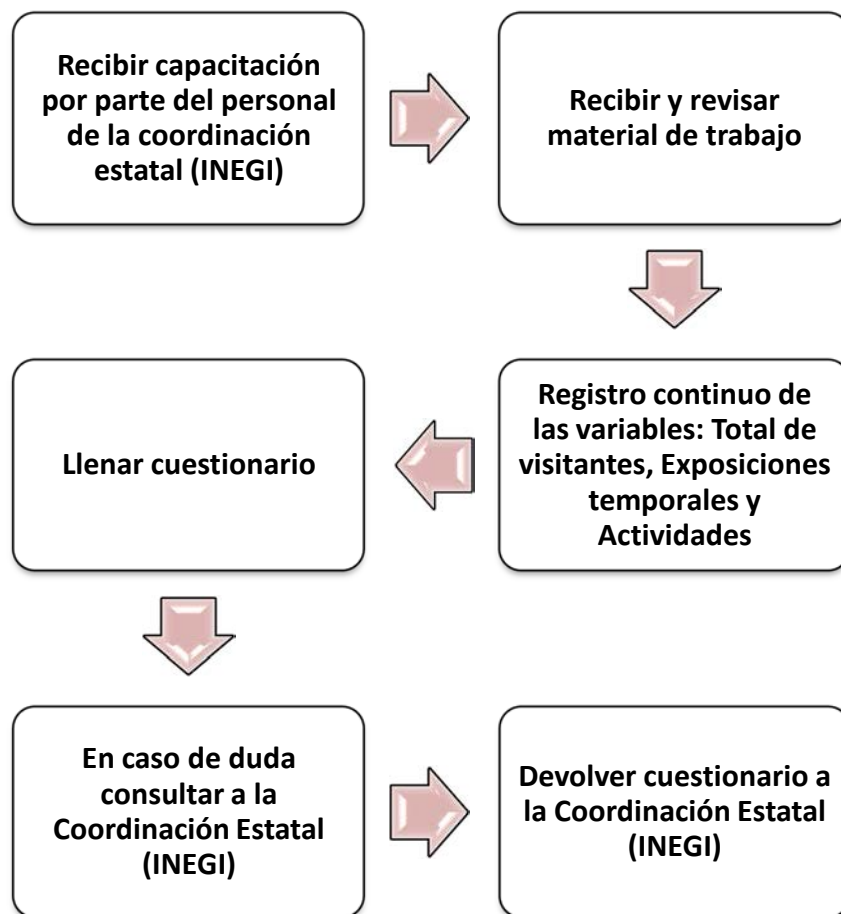 Recibir capacitación
por parte del personal
de la coordinación
estatal (INEGI)
Recibir y revisar
material de trabajo
Registro continuo de
las variables: Total de
visitantes, Exposiciones
temporales y
Actividades
Llenar cuestionario
En caso de duda
consultar a la
Coordinación Estatal
(INEGI)
Devolver cuestionario a
la Coordinación Estatal
(INEGI)